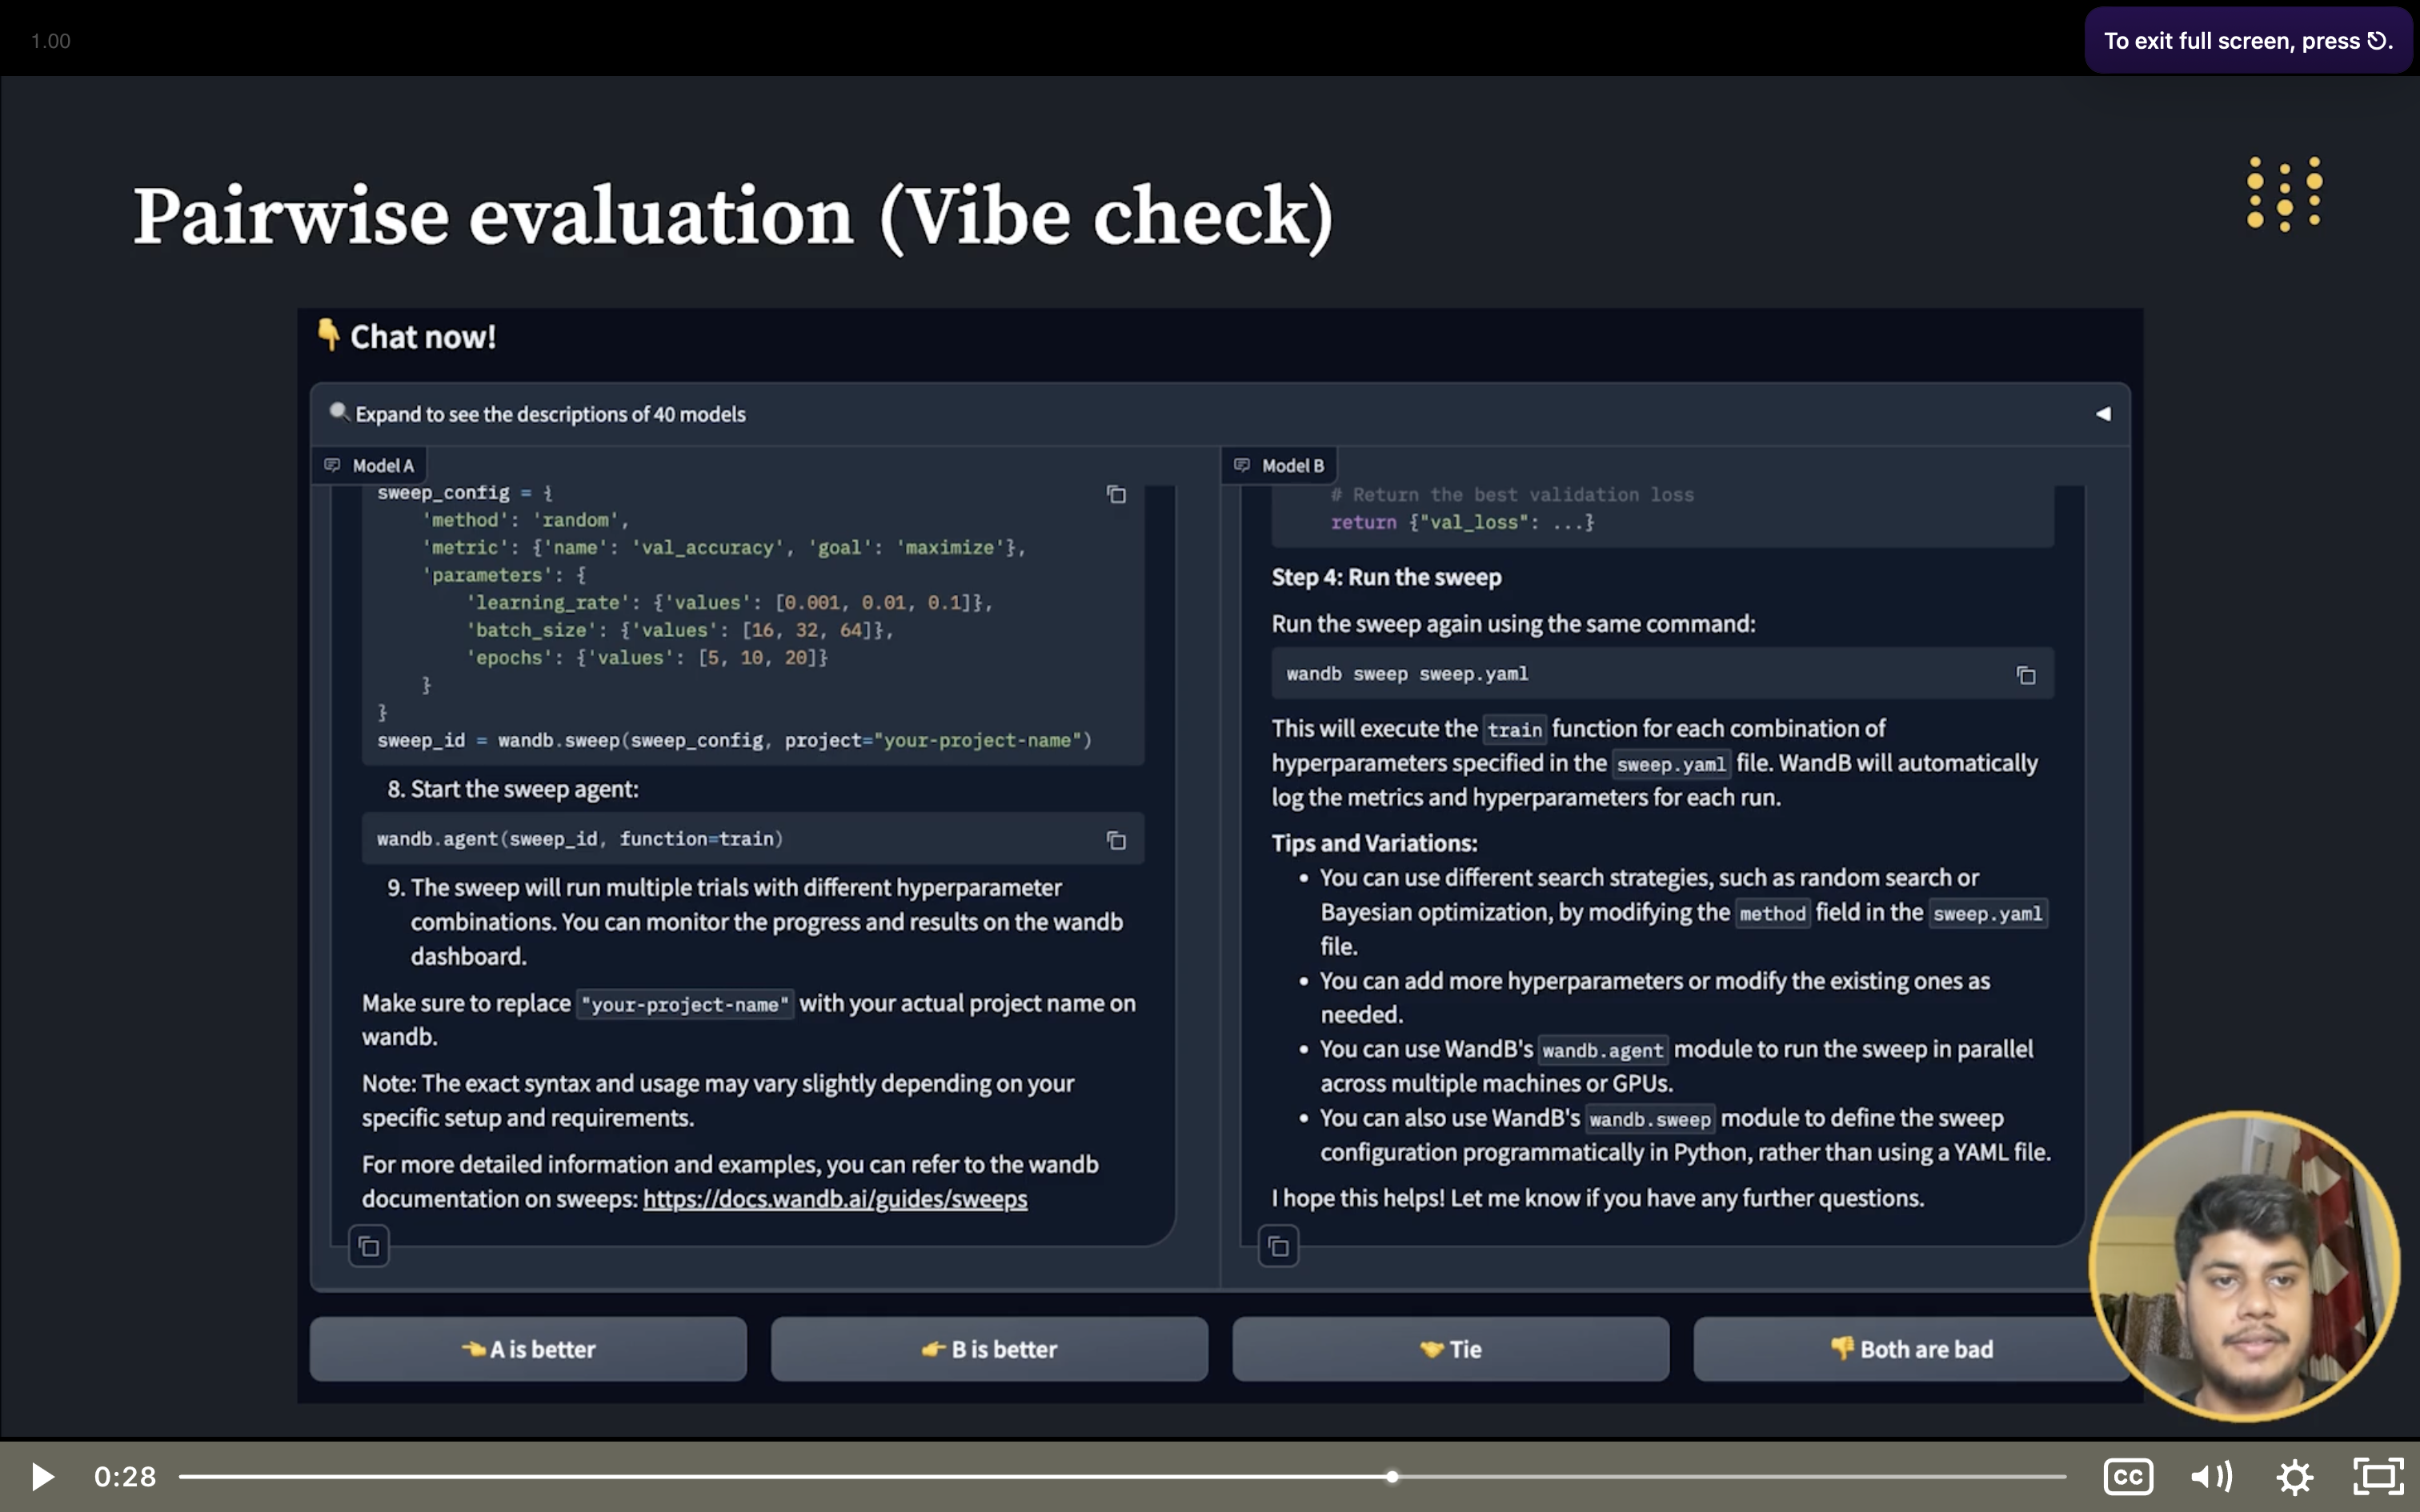 1.00
To exit full screen, press
Pairwise evaluation (Vibe check)
👇 Chat now!
🔍 Expand to see the descriptions of 40 models
Model A
sweep_config = {
    'method': 'random',
    'metric': {'name': 'val_accuracy', 'goal': 'maximize'},
    'parameters': {
        'learning_rate': {'values': [0.001, 0.01, 0.1]},
        'batch_size': {'values': [16, 32, 64]},
        'epochs': {'values': [5, 10, 20]}
    }
}
sweep_id = wandb.sweep(sweep_config, project="your-project-name")
8. Start the sweep agent:
wandb.agent(sweep_id, function=train)
9. The sweep will run multiple trials with different hyperparameter
combinations. You can monitor the progress and results on the wandb
dashboard.
Make sure to replace "your-project-name" with your actual project name on
wandb.
Note: The exact syntax and usage may vary slightly depending on your
specific setup and requirements.
For more detailed information and examples, you can refer to the wandb
documentation on sweeps: https://docs.wandb.ai/guides/sweeps
Model B
# Return the best validation loss
return {"val_loss": ...}
Step 4: Run the sweep
Run the sweep again using the same command:
wandb sweep sweep.yaml
This will execute the train function for each combination of
hyperparameters specified in the sweep.yaml file. WandB will automatically
log the metrics and hyperparameters for each run.
Tips and Variations:
• You can use different search strategies, such as random search or
Bayesian optimization, by modifying the method field in the sweep.yaml
file.
• You can add more hyperparameters or modify the existing ones as
needed.
• You can use WandB's wandb.agent module to run the sweep in parallel
across multiple machines or GPUs.
• You can also use WandB's wandb.sweep module to define the sweep
configuration programmatically in Python, rather than using a YAML file.
I hope this helps! Let me know if you have any further questions.
👈 A is better
👉 B is better
🤝 Tie
👎 Both are bad
0:28
CC